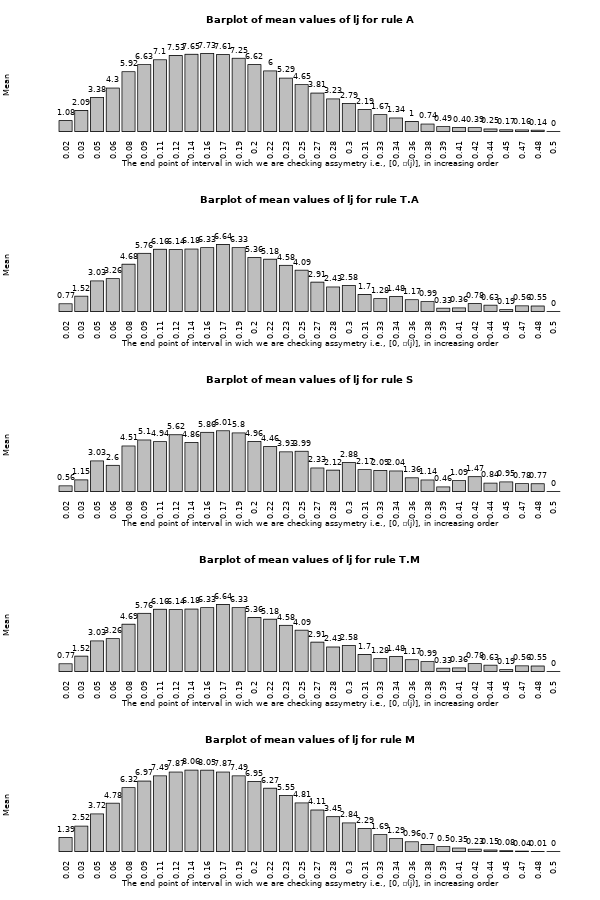 Barplot of mean values of lj for rule A
Mean
1.08 2.09 3.38 4.3 5.92 6.63 7.1 7.53 7.65 7.73 7.61 7.25 6.62 6 5.29 4.65 3.81 3.23 2.79 2.19 1.67 1.34 1 0.74 0.49 0.4 0.39 0.25 0.17 0.16 0.14 0
0.02 0.03 0.05 0.06 0.08 0.09 0.11 0.12 0.14 0.16 0.17 0.19 0.2 0.22 0.23 0.25 0.27 0.28 0.3 0.31 0.33 0.34 0.36 0.38 0.39 0.41 0.42 0.44 0.45 0.47 0.48 0.5
The end point of interval in wich we are checking assymetry i.e., [0, □(j)], in increasing order
Barplot of mean values of lj for rule T.A
Mean
0.77 1.52 3.03 3.26 4.68 5.76 6.16 6.14 6.18 6.33 6.64 6.33 5.36 5.18 4.58 4.09 2.91 2.43 2.58 1.7 1.28 1.48 1.17 0.99 0.33 0.36 0.78 0.63 0.19 0.56 0.55 0
0.02 0.03 0.05 0.06 0.08 0.09 0.11 0.12 0.14 0.16 0.17 0.19 0.2 0.22 0.23 0.25 0.27 0.28 0.3 0.31 0.33 0.34 0.36 0.38 0.39 0.41 0.42 0.44 0.45 0.47 0.48 0.5
The end point of interval in wich we are checking assymetry i.e., [0, □(j)], in increasing order
Barplot of mean values of lj for rule S
Mean
0.56 1.15 3.03 2.6 4.51 5.1 4.94 5.62 4.86 5.86 6.01 5.8 4.96 4.46 3.93 3.99 2.33 2.12 2.88 2.17 2.09 2.04 1.36 1.14 0.46 1.09 1.47 0.84 0.95 0.78 0.77 0
0.02 0.03 0.05 0.06 0.08 0.09 0.11 0.12 0.14 0.16 0.17 0.19 0.2 0.22 0.23 0.25 0.27 0.28 0.3 0.31 0.33 0.34 0.36 0.38 0.39 0.41 0.42 0.44 0.45 0.47 0.48 0.5
The end point of interval in wich we are checking assymetry i.e., [0, □(j)], in increasing order
Barplot of mean values of lj for rule T.M
Mean
0.77 1.52 3.03 3.26 4.69 5.76 6.16 6.14 6.18 6.33 6.64 6.33 5.36 5.18 4.58 4.09 2.91 2.43 2.58 1.7 1.28 1.48 1.17 0.99 0.33 0.36 0.78 0.63 0.19 0.56 0.55 0
0.02 0.03 0.05 0.06 0.08 0.09 0.11 0.12 0.14 0.16 0.17 0.19 0.2 0.22 0.23 0.25 0.27 0.28 0.3 0.31 0.33 0.34 0.36 0.38 0.39 0.41 0.42 0.44 0.45 0.47 0.48 0.5
The end point of interval in wich we are checking assymetry i.e., [0, □(j)], in increasing order
Barplot of mean values of lj for rule M
Mean
1.39 2.52 3.72 4.78 6.32 6.97 7.49 7.87 8.06 8.05 7.87 7.49 6.95 6.27 5.55 4.81 4.11 3.45 2.84 2.29 1.69 1.29 0.96 0.7 0.5 0.35 0.23 0.15 0.08 0.04 0.01 0
0.02 0.03 0.05 0.06 0.08 0.09 0.11 0.12 0.14 0.16 0.17 0.19 0.2 0.22 0.23 0.25 0.27 0.28 0.3 0.31 0.33 0.34 0.36 0.38 0.39 0.41 0.42 0.44 0.45 0.47 0.48 0.5
The end point of interval in wich we are checking assymetry i.e., [0, □(j)], in increasing order